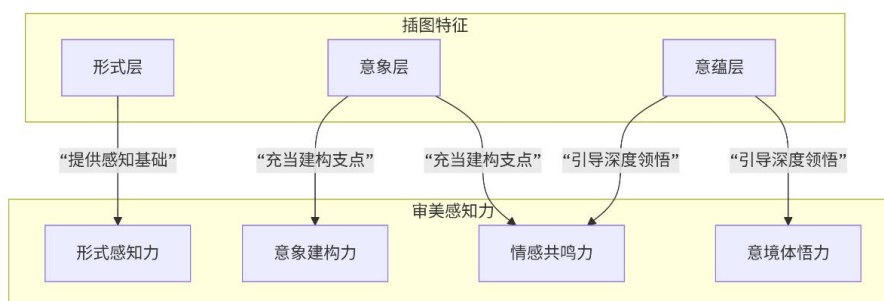 插图特征
形式层
意象层
意蕴层
“提供感知基础”
“充当建构支点”
“充当建构支点”
“引导深度领悟”
“引导深度领悟”
审美感知力
形式感知力
意象建构力
情感共鸣力
意境体悟力